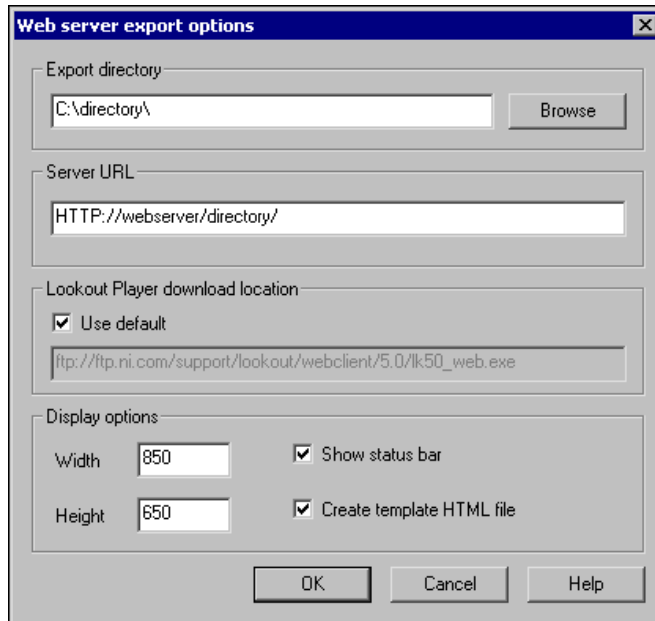 Web server export options
Export directory
C:\directory\
Browse
Server URL
HTTP://webserver/directory/
Lookout Player download location
Use default
ftp://ftp.ni.com/support/lookout/webclient/5.0/lk50_web.exe
Display options
Width 850 Show status bar
Height 650 Create template HTML file
OK Cancel Help